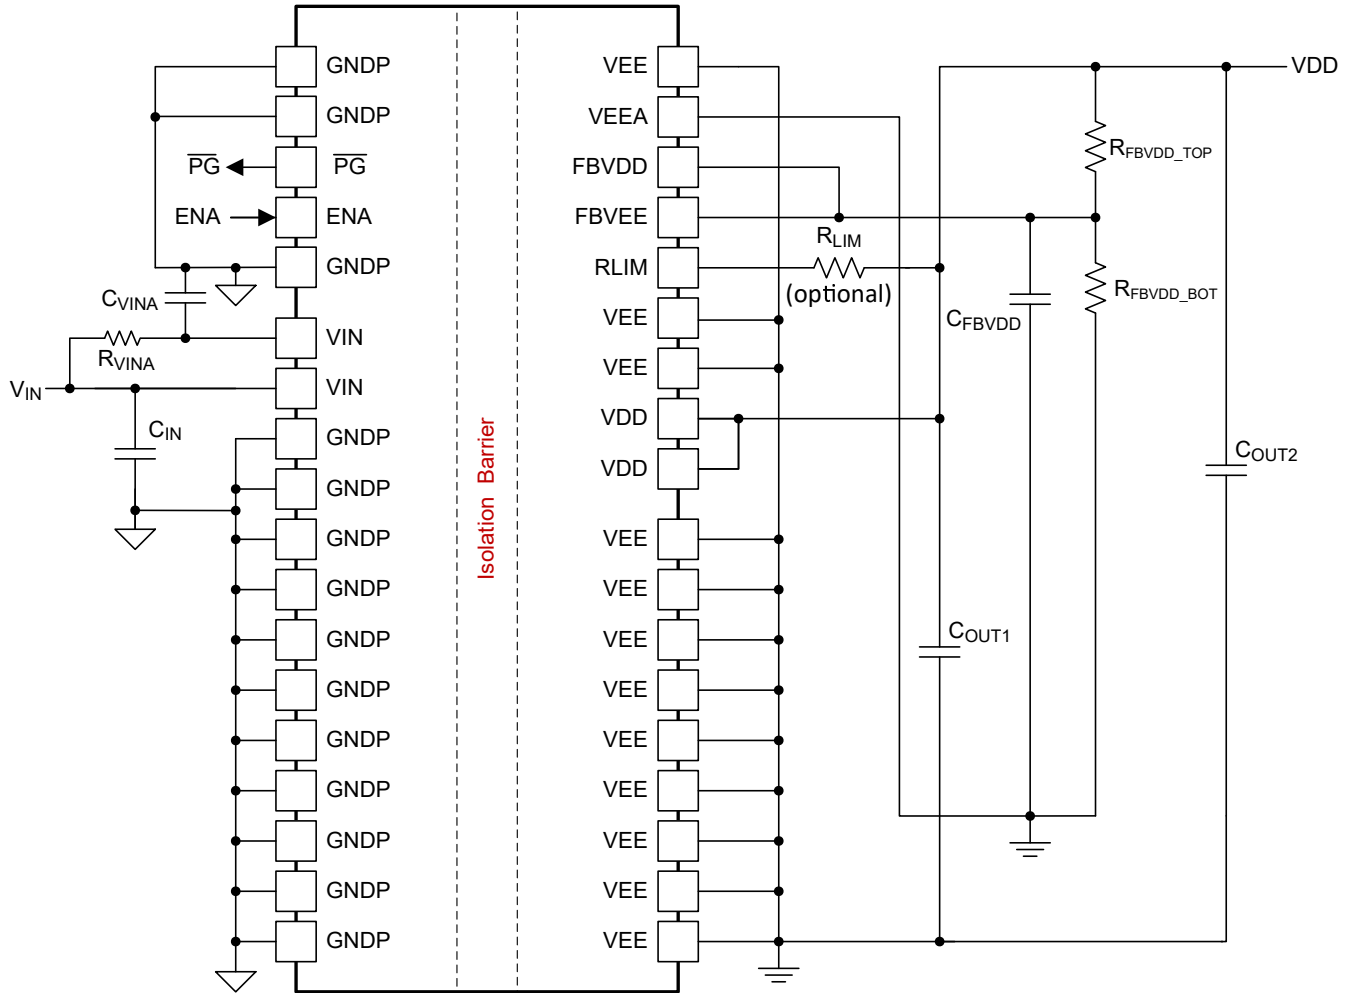 GNDP
GNDP
PG
PG
ENA
ENA
GNDP
CVINA
VIN
RVINA
VIN
VIN
CIN
GNDP
GNDP
GNDP
GNDP
GNDP
GNDP
GNDP
GNDP
GNDP
GNDP
GNDP
Isolation Barrier
VEE
VEEA
FBVDD
FBVEE
RLIM
VEE
VEE
VDD
VDD
VEE
VEE
VEE
VEE
VEE
VEE
VEE
VEE
VEE
RLIM
(optional)
VDD
RFBVDD_TOP
RFBVDD_BOT
CFBVDD
COUT1
COUT2